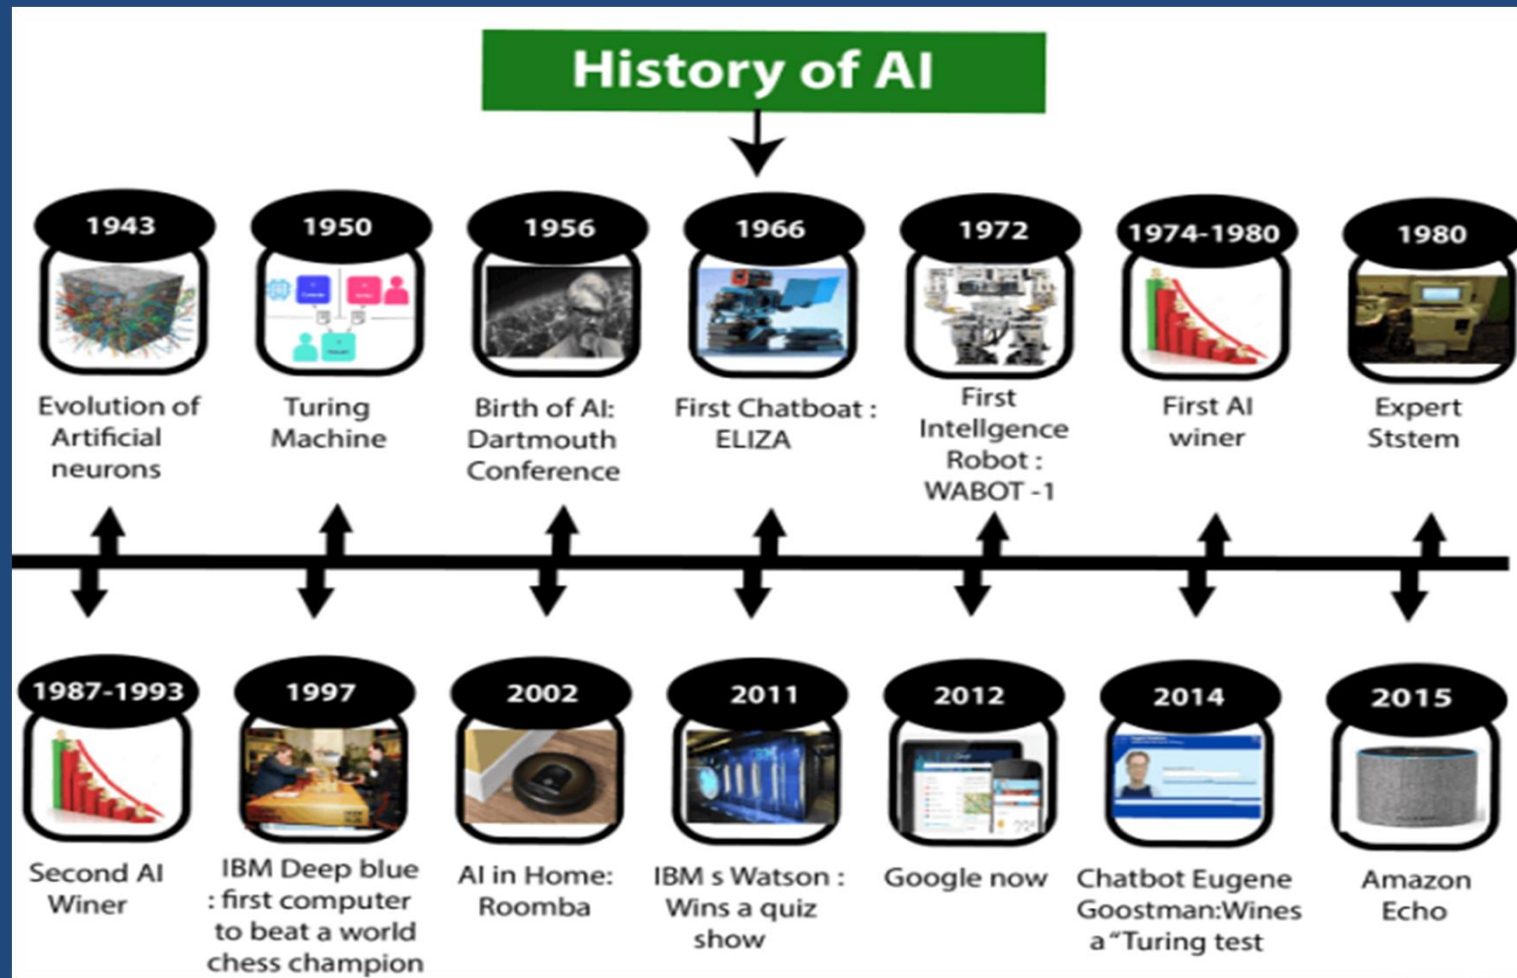 History of AI
1943
1950
1956
1966
1972
1974-1980
1980
Evolution of
Artificial
neurons
Turing
Machine
Birth of AI:
Dartmouth
Conference
First Chatboat :
ELIZA
First
Intellgence
Robot :
WABOT -1
First AI
winer
Expert
Ststem
1987-1993
1997
2002
2011
2012
2014
2015
Second AI
Winer
IBM Deep blue
: first computer
to beat a world
chess champion
AI in Home:
Roomba
IBM s Watson :
Wins a quiz
show
Google now
Chatbot Eugene
Goostman:Wines
a “Turing test
Amazon
Echo